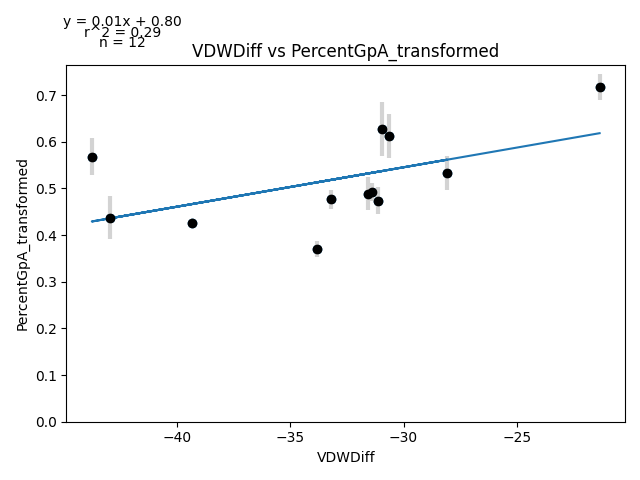 y = 0.01x + 0.80
r^2 = 0.29
n = 12
VDWDiff vs PercentGpA_transformed
0.7
0.6
0.5
0.4
0.3
0.2
0.1
0.0
PercentGpA_transformed
−40
−35
−30
−25
VDWDiff